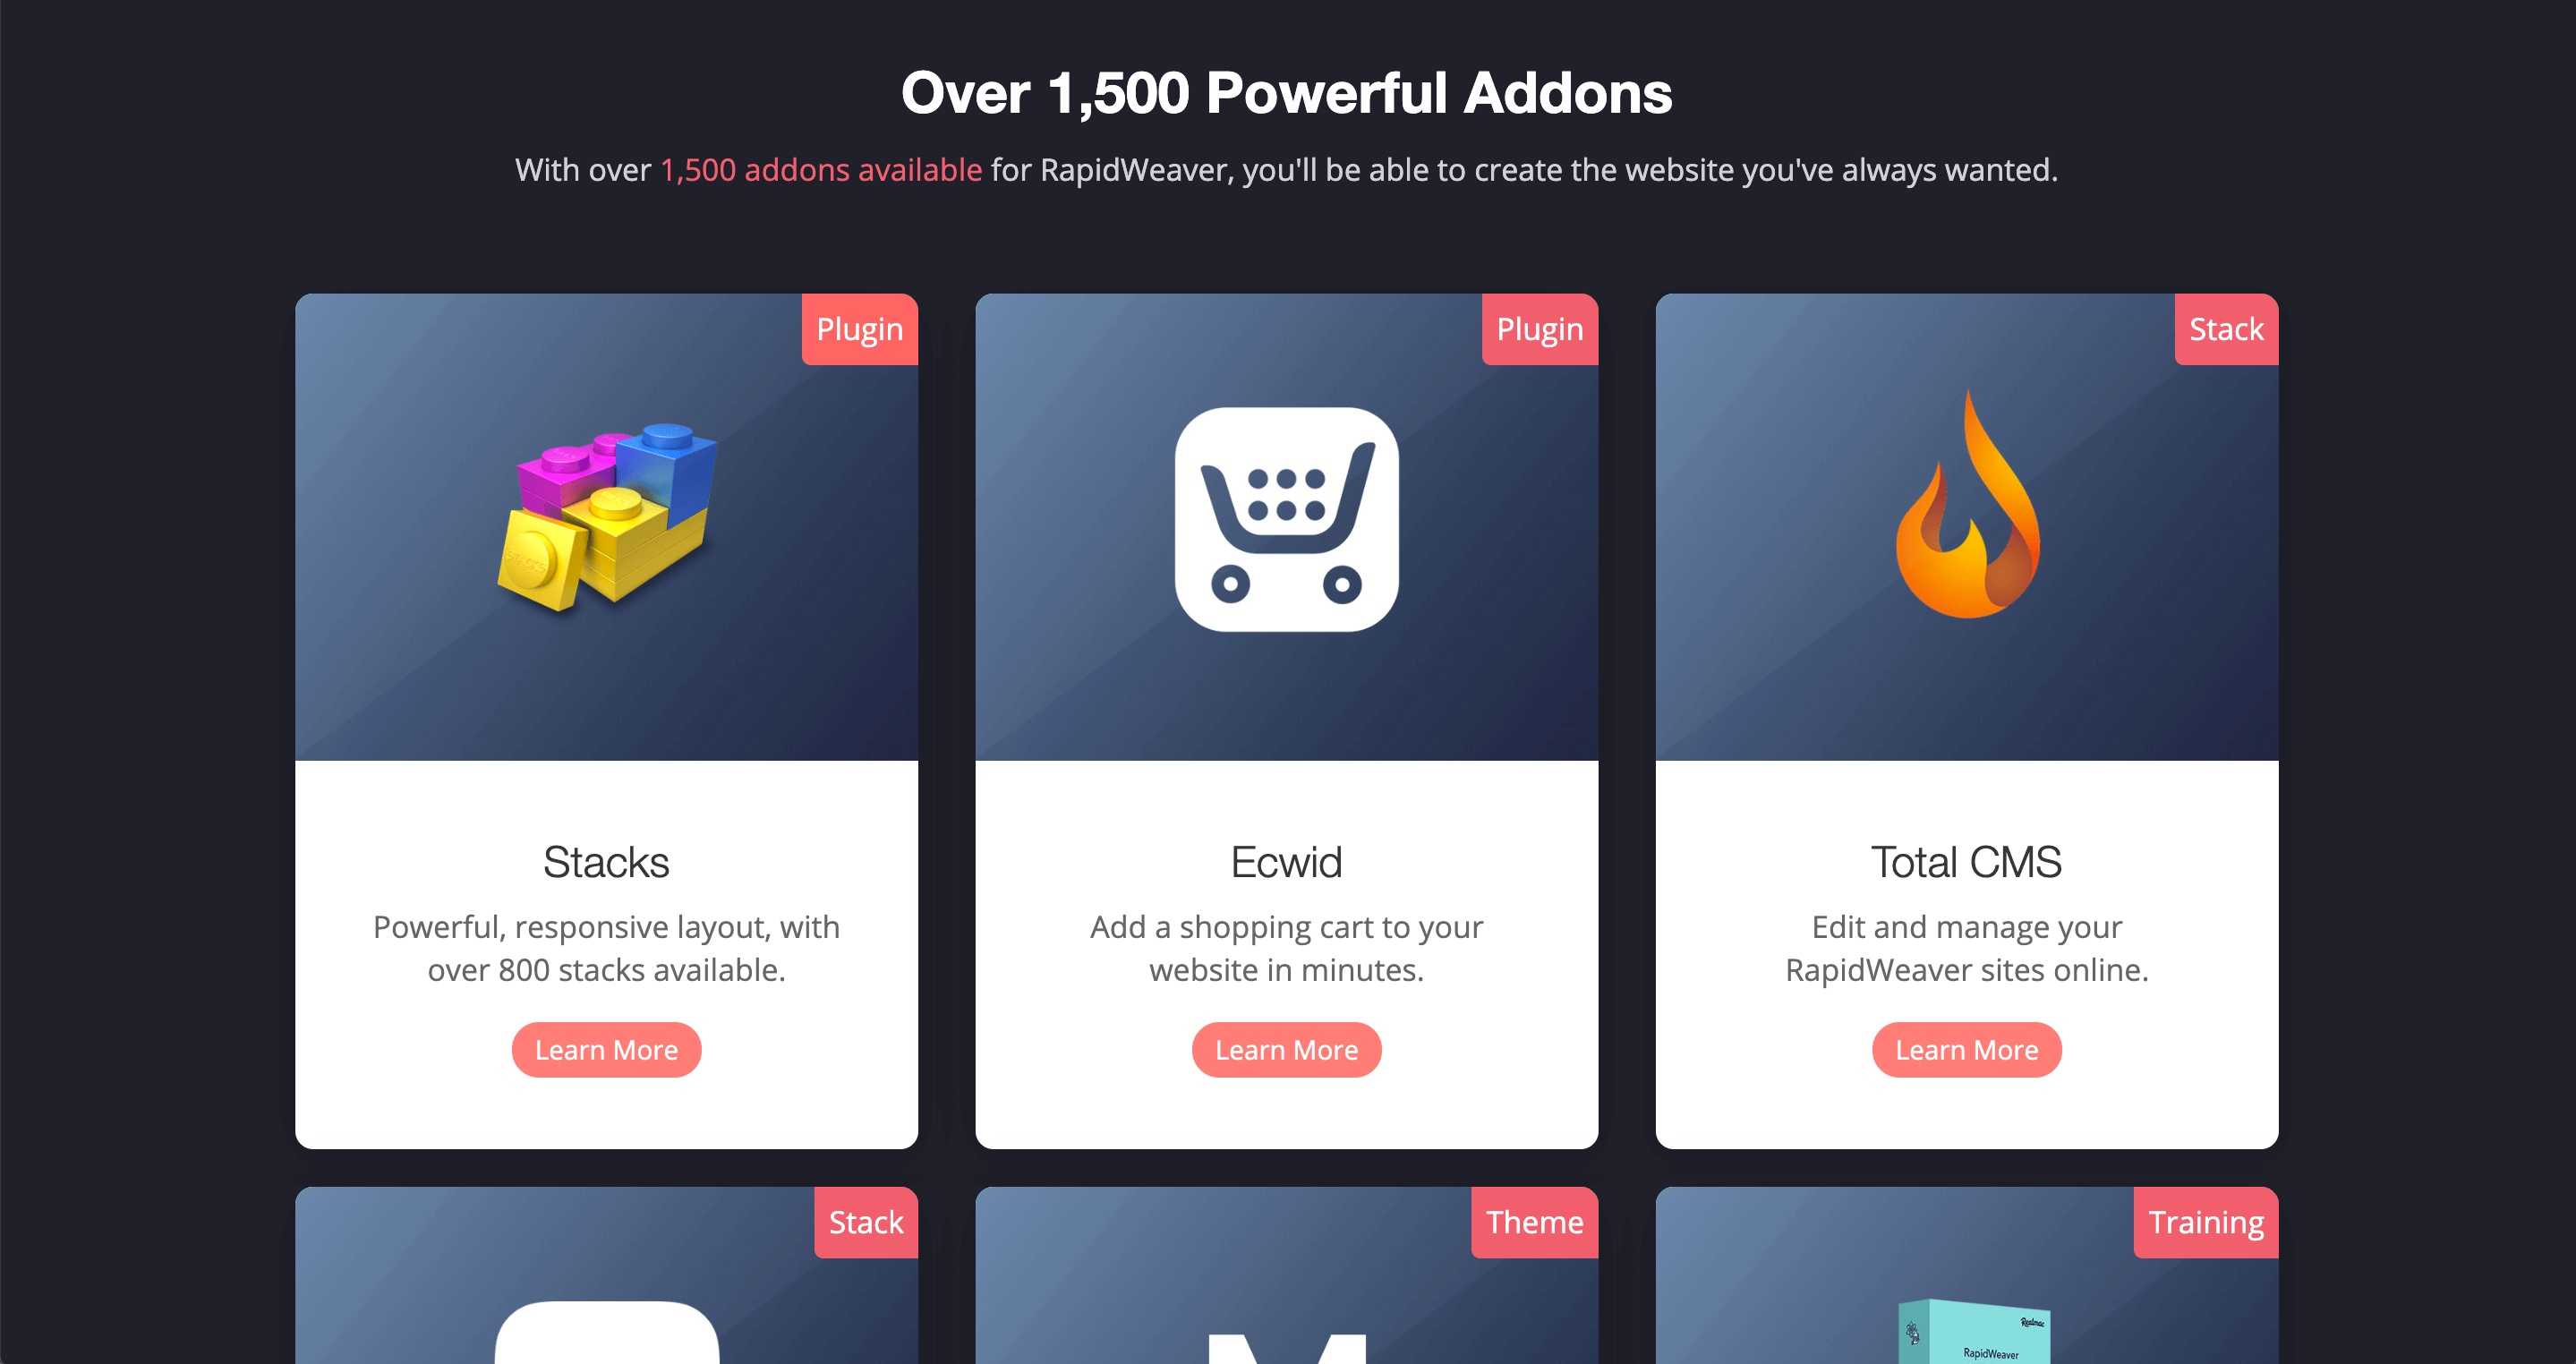 Over 1,500 Powerful Addons
With over 1,500 addons available for RapidWeaver, you'll be able to create the website you've always wanted.
Plugin
Stacks
Powerful, responsive layout, with
over 800 stacks available.
Learn More
Plugin
Ecwid
Add a shopping cart to your
website in minutes.
Learn More
Stack
Total CMS
Edit and manage your
RapidWeaver sites online.
Learn More
Stack
Theme
Training
Realmac
RapidWeaver